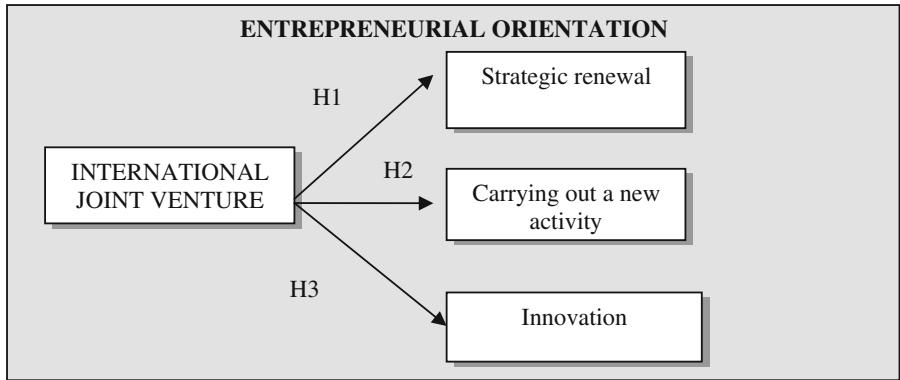 ENTREPRENEURIAL ORIENTATION
Strategic renewal
H1
INTERNATIONAL
JOINT VENTURE
H2
Carrying out a new
activity
H3
Innovation